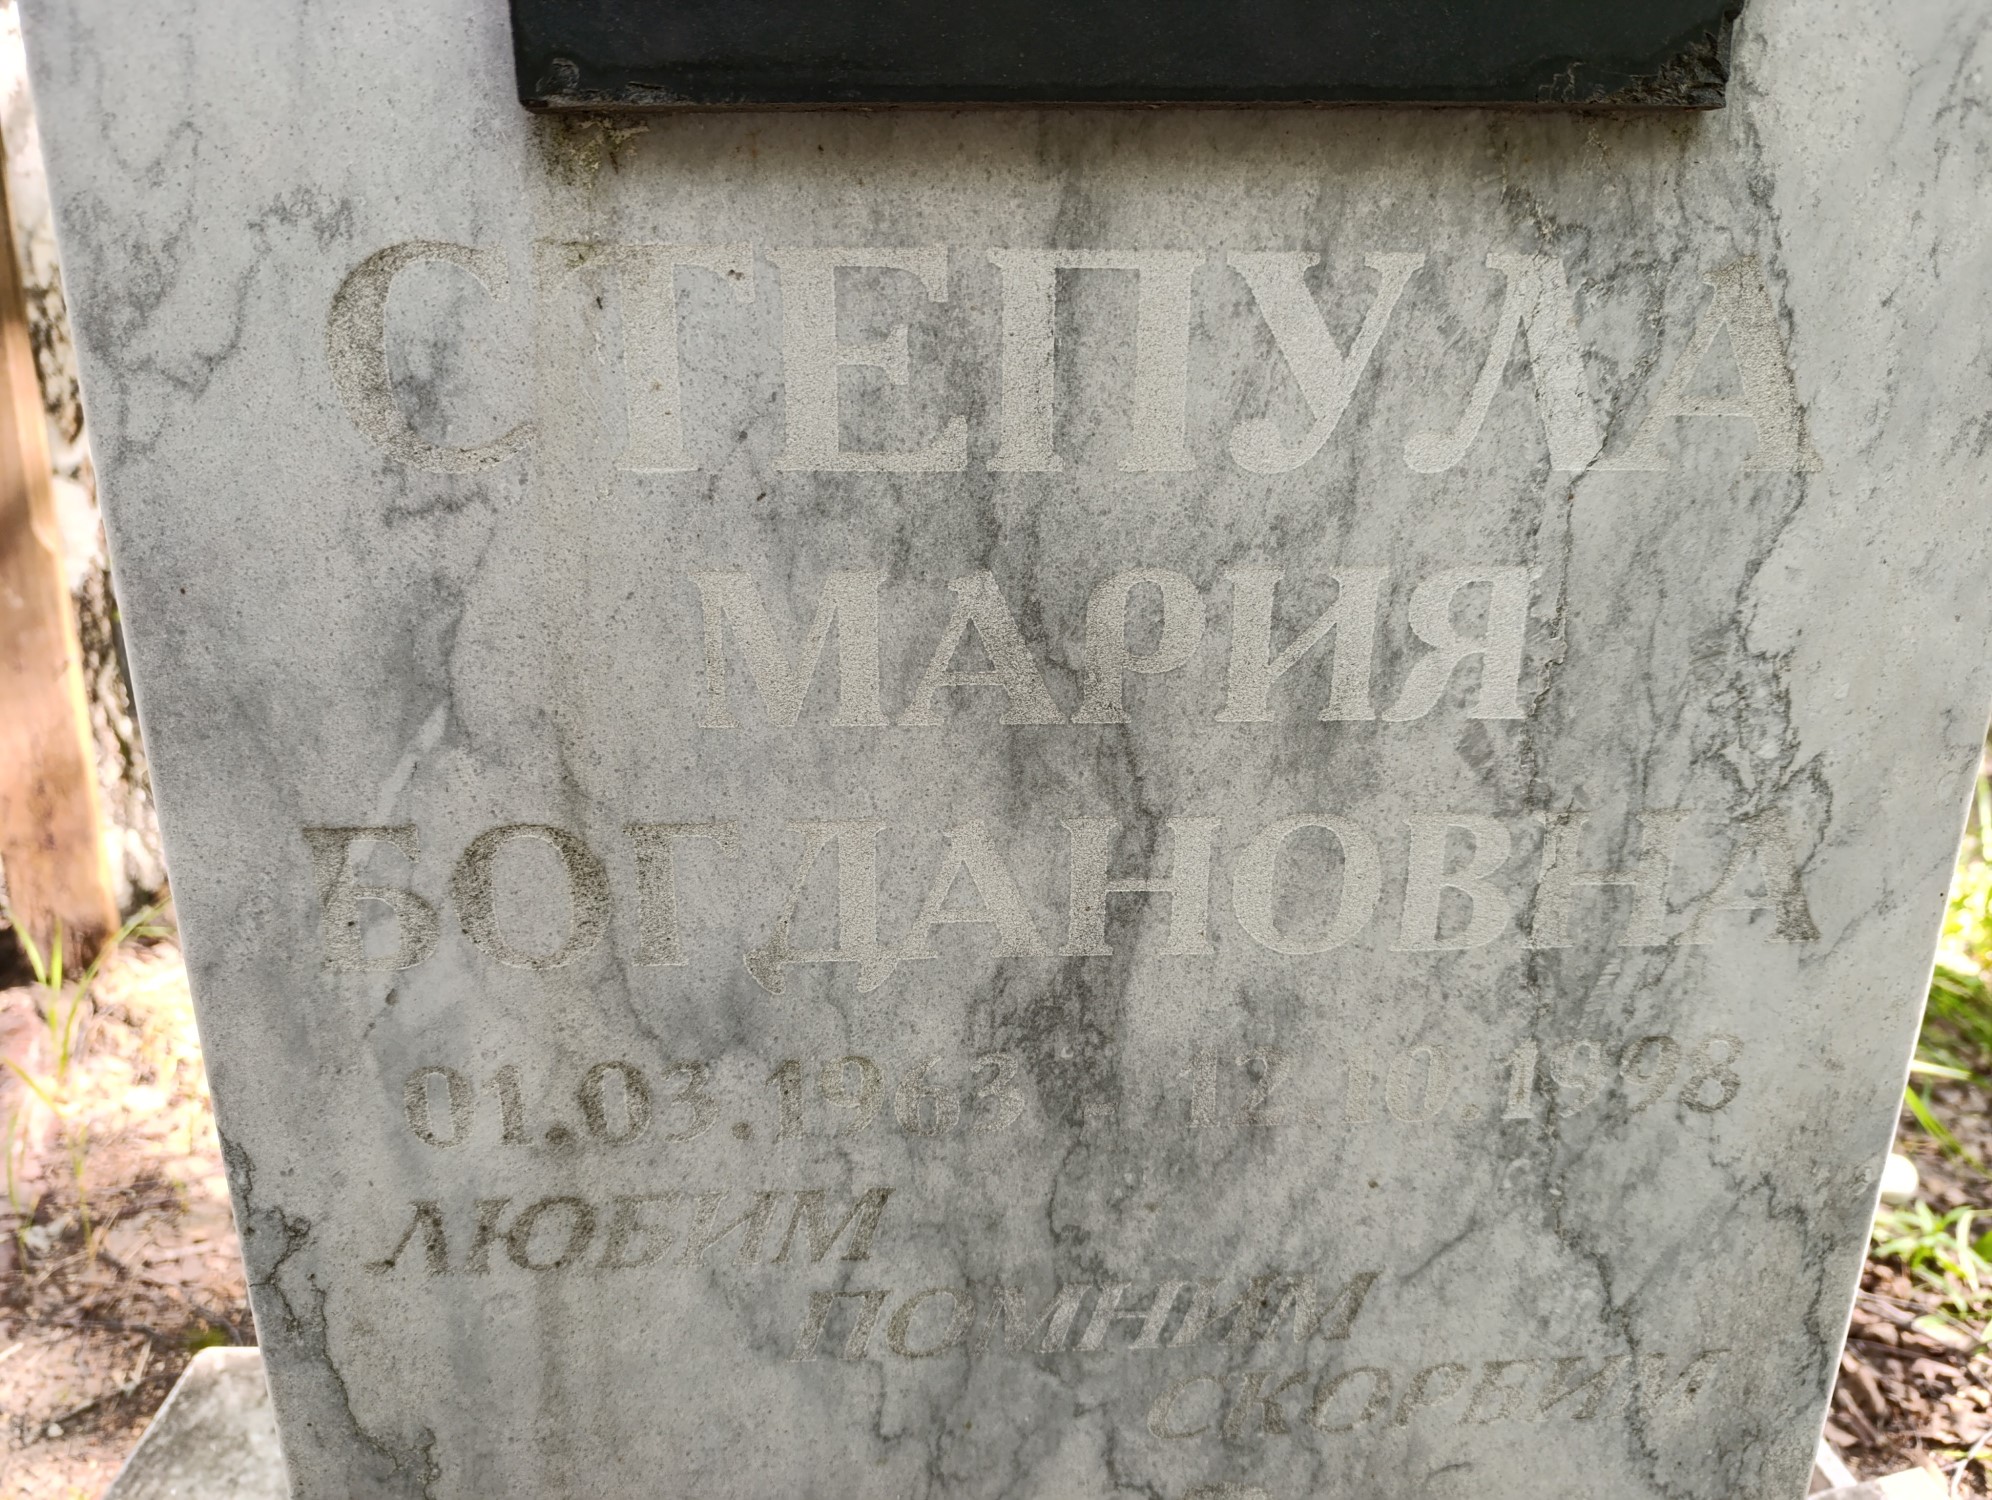 СТЕПУЛА
МАРИЯ
БОГДАНОВНА
01.03.1963 - 12.10.1998
ЛЮБИМ
ПОМНИМ
СКОРБИМ